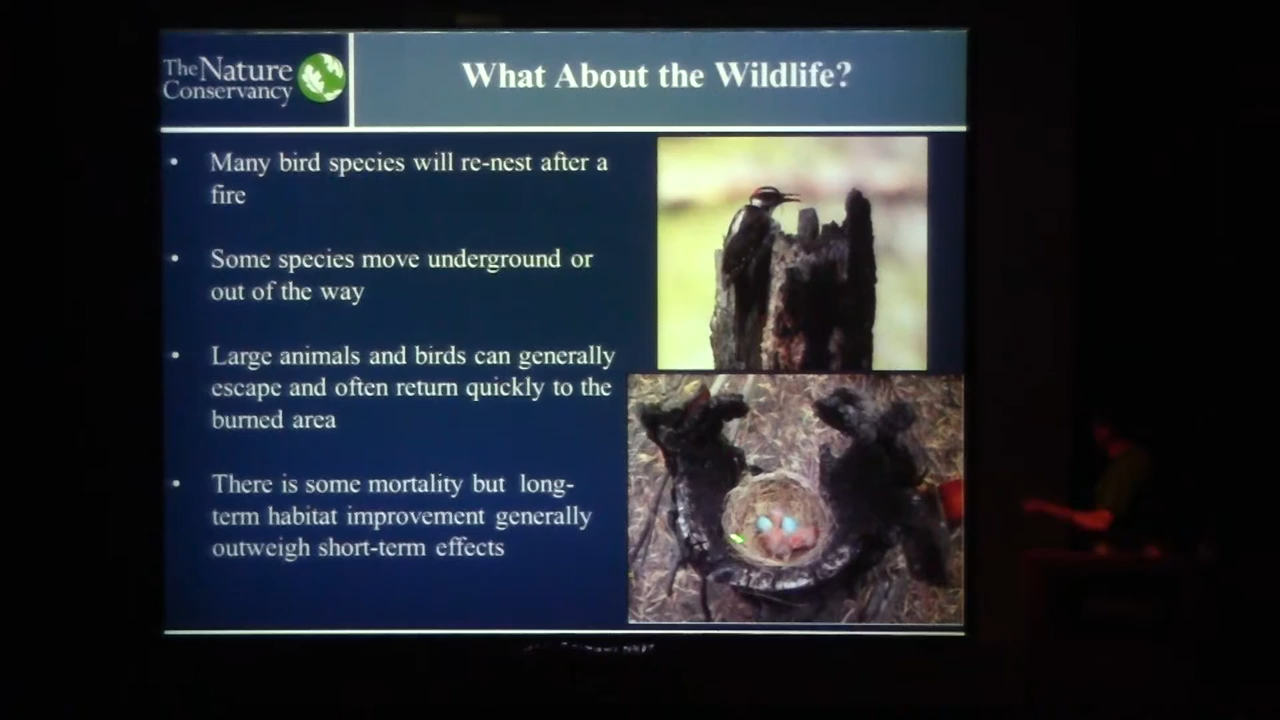 The Nature
Conservancy
What About the Wildlife?
• Many bird species will re-nest after a
fire
• Some species move underground or
out of the way
• Large animals and birds can generally
escape and often return quickly to the
burned area
• There is some mortality but long-
term habitat improvement generally
outweigh short-term effects